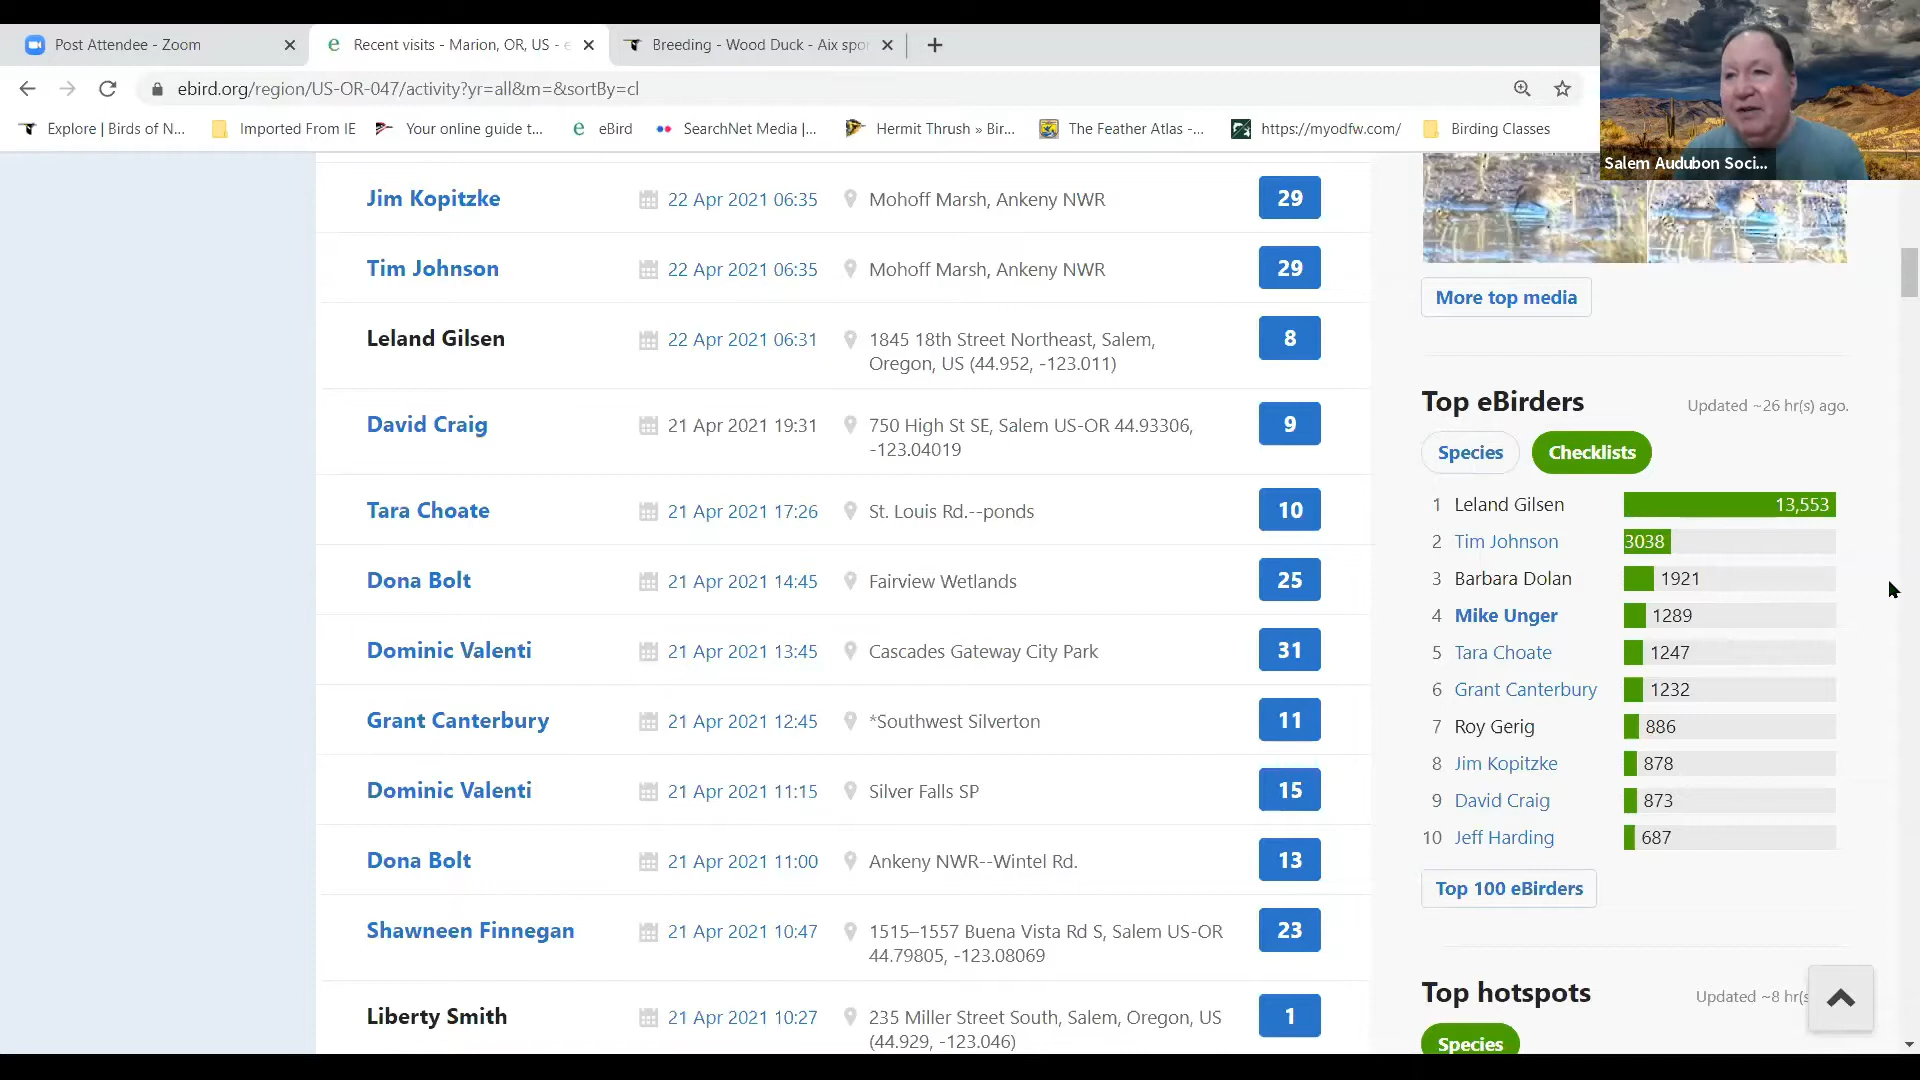 Post Attendee - Zoom
Recent visits - Marion, OR, US - e
Breeding - Wood Duck - Aix spo
ebird.org/region/US-OR-047/activity?yr=all&m=&sortBy=cl
Explore | Birds of N...
Imported From IE
Your online guide t...
eBird
SearchNet Media |...
Hermit Thrush » Bir...
The Feather Atlas -...
https://myodfw.com/
Birding Classes
Salem Audubon Soci...
Jim Kopitzke 22 Apr 2021 06:35 Mohoff Marsh, Ankeny NWR 29
Tim Johnson 22 Apr 2021 06:35 Mohoff Marsh, Ankeny NWR 29
Leland Gilsen 22 Apr 2021 06:31 1845 18th Street Northeast, Salem, 8
Oregon, US (44.952, -123.011)
David Craig 21 Apr 2021 19:31 750 High St SE, Salem US-OR 44.93306, 9
-123.04019
Tara Choate 21 Apr 2021 17:26 St. Louis Rd.--ponds 10
Dona Bolt 21 Apr 2021 14:45 Fairview Wetlands 25
Dominic Valenti 21 Apr 2021 13:45 Cascades Gateway City Park 31
Grant Canterbury 21 Apr 2021 12:45 *Southwest Silverton 11
Dominic Valenti 21 Apr 2021 11:15 Silver Falls SP 15
Dona Bolt 21 Apr 2021 11:00 Ankeny NWR--Wintel Rd. 13
Shawneen Finnegan 21 Apr 2021 10:47 1515–1557 Buena Vista Rd S, Salem US-OR 23
44.79805, -123.08069
Liberty Smith 21 Apr 2021 10:27 235 Miller Street South, Salem, Oregon, US 1
(44.929, -123.046)
More top media
Top eBirders Updated ~26 hr(s) ago.
Species Checklists
1 Leland Gilsen 13,553
2 Tim Johnson 3038
3 Barbara Dolan 1921
4 Mike Unger 1289
5 Tara Choate 1247
6 Grant Canterbury 1232
7 Roy Gerig 886
8 Jim Kopitzke 878
9 David Craig 873
10 Jeff Harding 687
Top 100 eBirders
Top hotspots Updated ~8 hr(s
Species